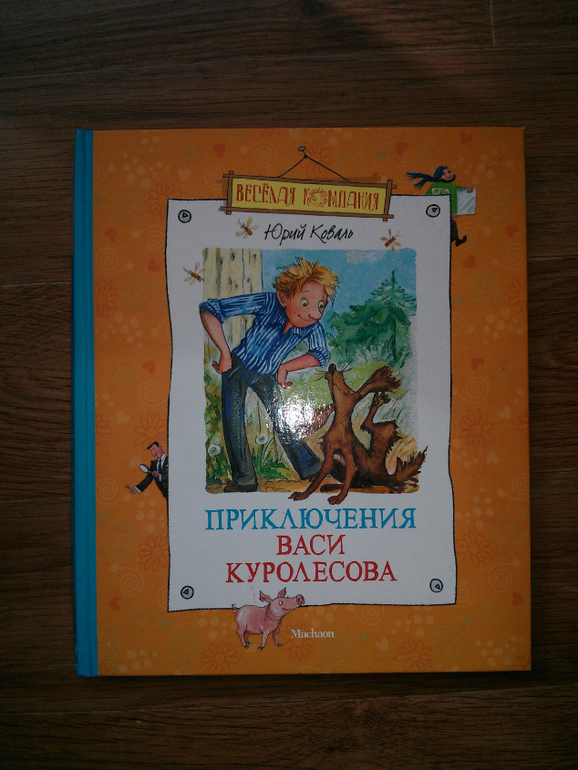 ВЕСЁЛАЯ КОМПАНИЯ
Юрий Коваль
ПРИКЛЮЧЕНИЯ
ВАСИ
КУРОЛЕСОВА
Machaon